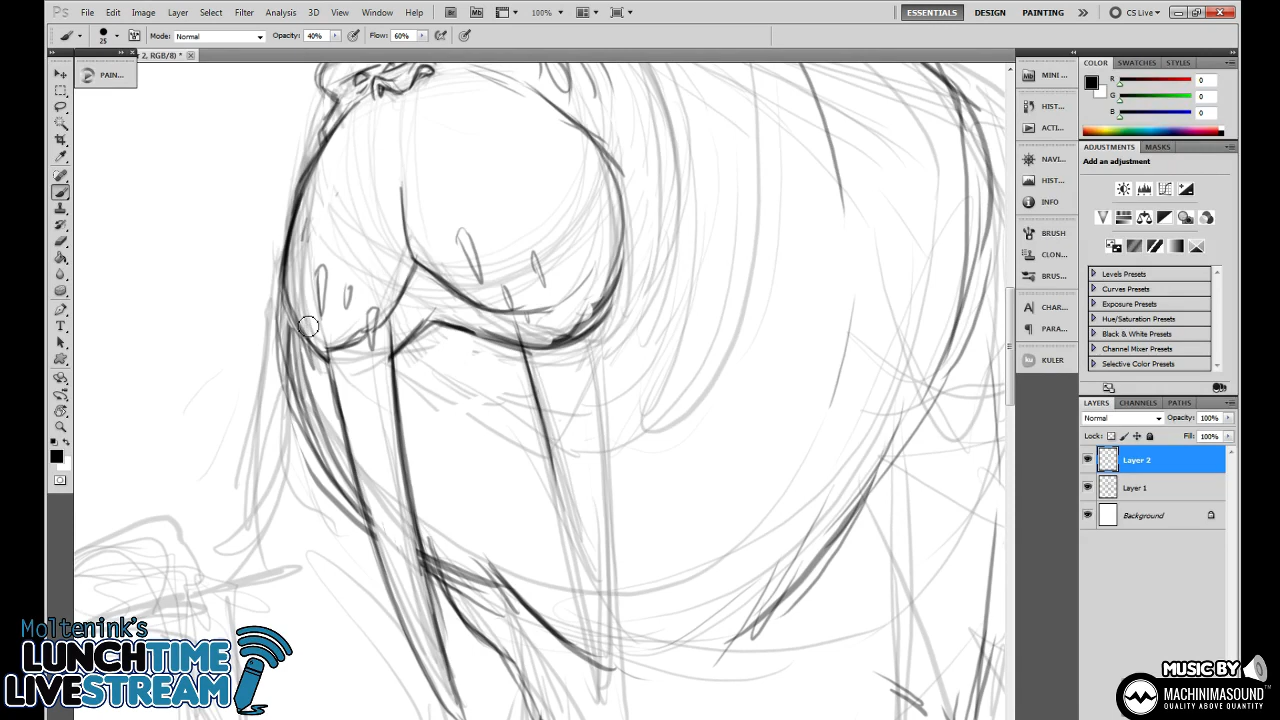 Ps File Edit Image Layer Select Filter Analysis 3D View Window Help Br Mb 100% ESSENTIALS DESIGN PAINTING CS Live
25 Mode: Normal Opacity: 40% Flow: 60%
2, RGB/8) *
PAIN...
MINI ...
HIST...
ACTI...
NAVI...
HIST...
INFO
BRUSH
CLON...
BRUS...
CHAR...
PARA...
KULER
COLOR SWATCHES STYLES
R 0
G 0
B 0
ADJUSTMENTS MASKS
Add an adjustment
Levels Presets
Curves Presets
Exposure Presets
Hue/Saturation Presets
Black & White Presets
Channel Mixer Presets
Selective Color Presets
LAYERS CHANNELS PATHS
Normal Opacity: 100%
Lock: Fill: 100%
Layer 2
Layer 1
Background
Moltenink's
LUNCHTIME
LIVESTREAM
MUSIC BY
MACHINIMASOUND™
QUALITY ABOVE QUANTITY